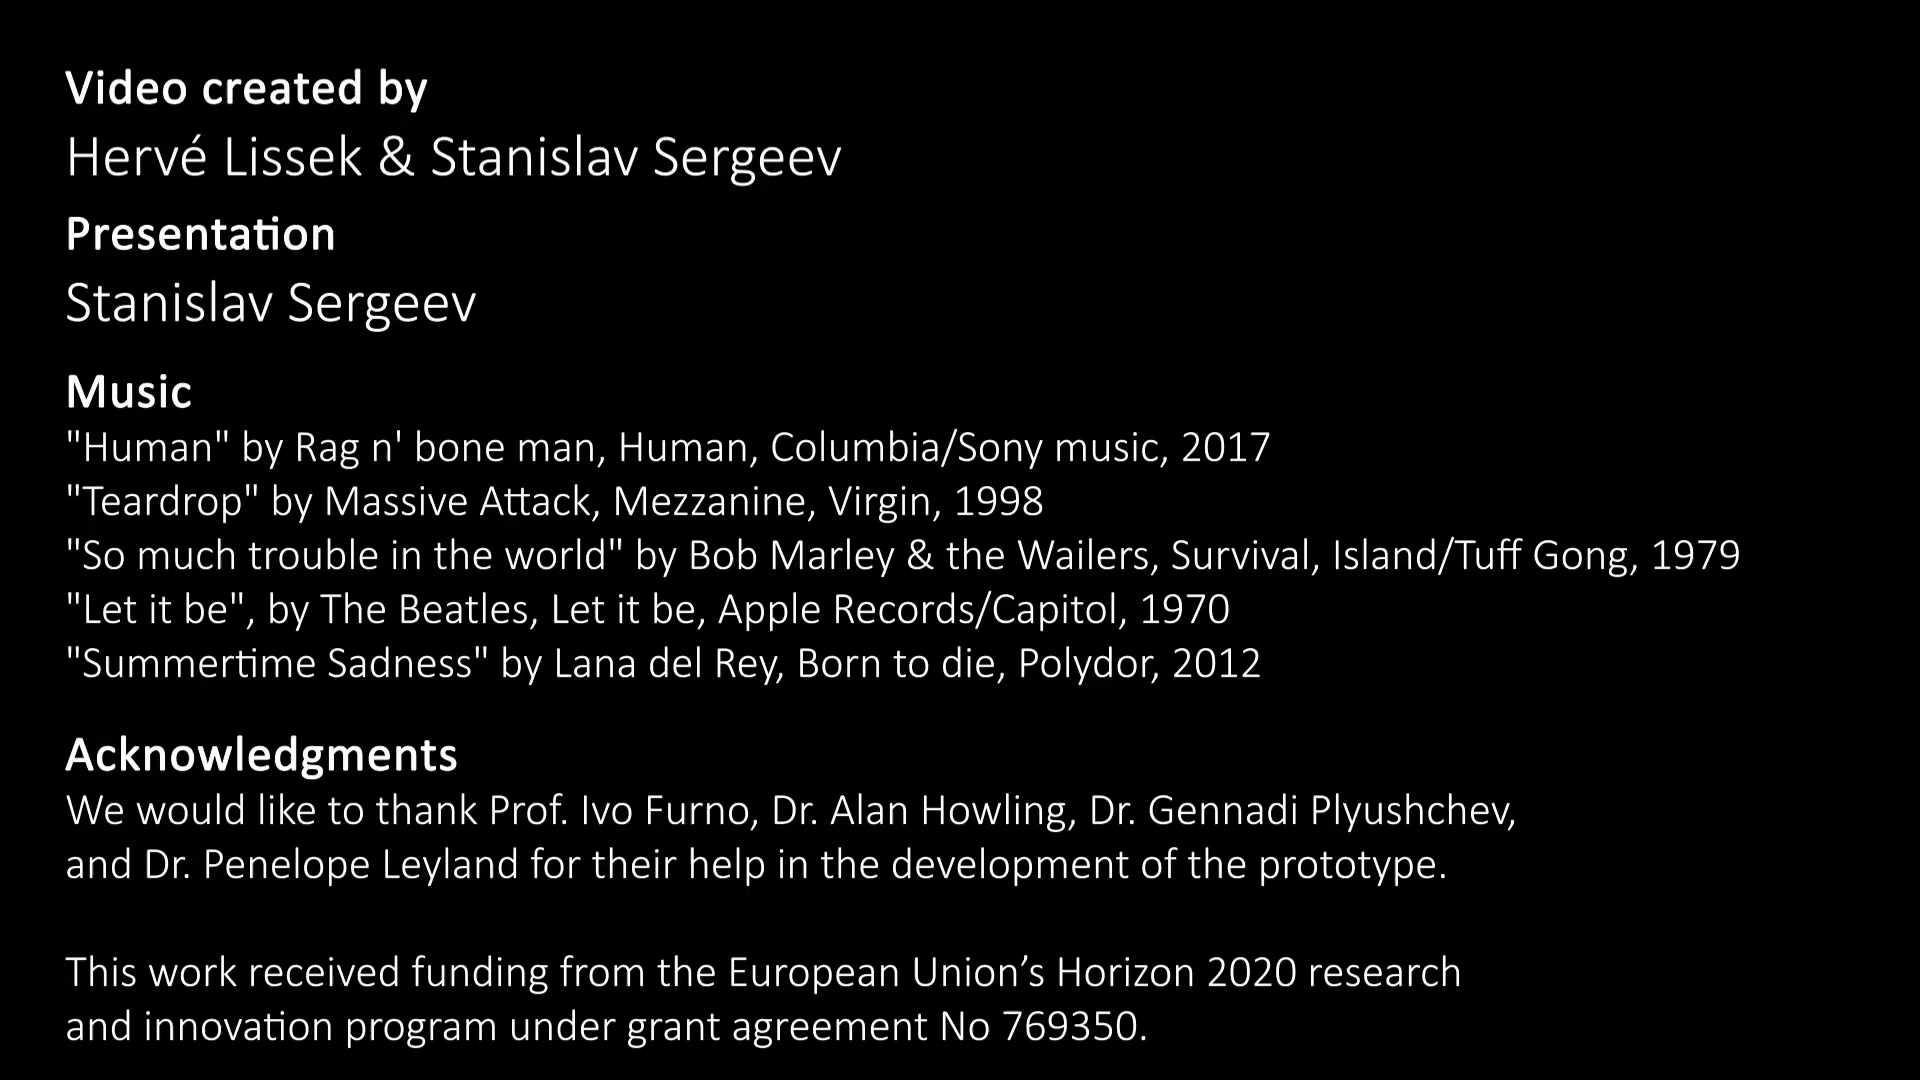 Video created by
Hervé Lissek & Stanislav Sergeev
Presentation
Stanislav Sergeev
Music
"Human" by Rag n' bone man, Human, Columbia/Sony music, 2017
"Teardrop" by Massive Attack, Mezzanine, Virgin, 1998
"So much trouble in the world" by Bob Marley & the Wailers, Survival, Island/Tuff Gong, 1979
"Let it be", by The Beatles, Let it be, Apple Records/Capitol, 1970
"Summertime Sadness" by Lana del Rey, Born to die, Polydor, 2012
Acknowledgments
We would like to thank Prof. Ivo Furno, Dr. Alan Howling, Dr. Gennadi Plyushchev,
and Dr. Penelope Leyland for their help in the development of the prototype.
This work received funding from the European Union’s Horizon 2020 research
and innovation program under grant agreement No 769350.